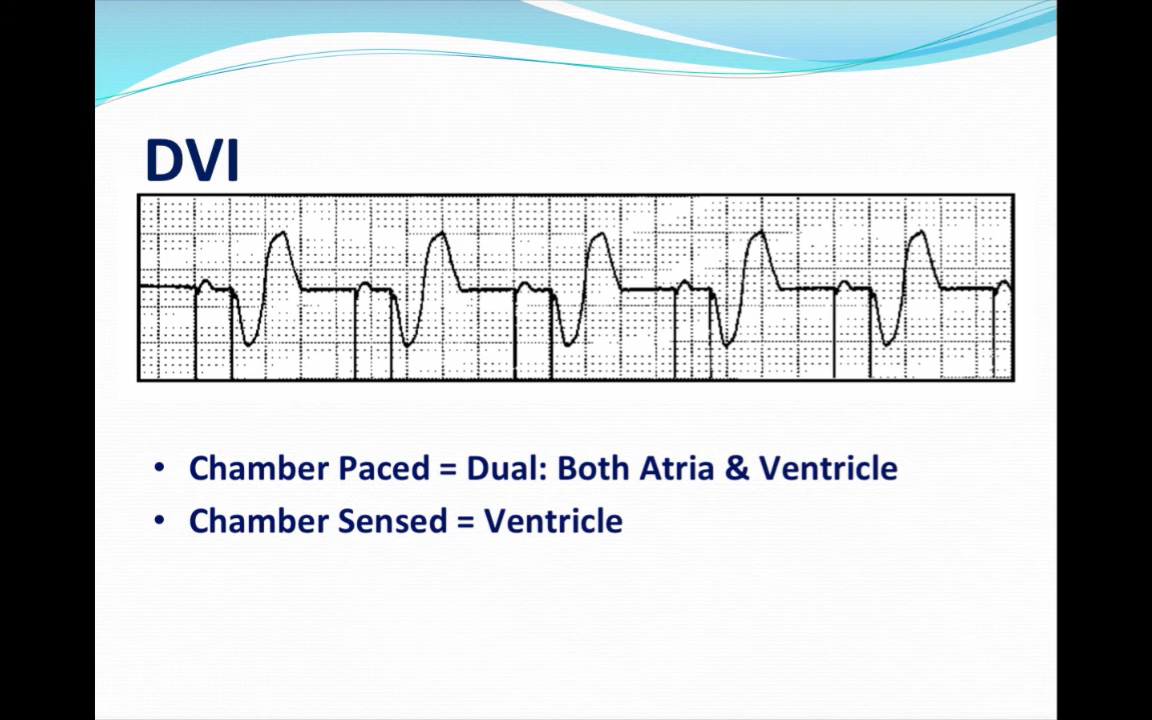 DVI
• Chamber Paced = Dual: Both Atria & Ventricle
• Chamber Sensed = Ventricle